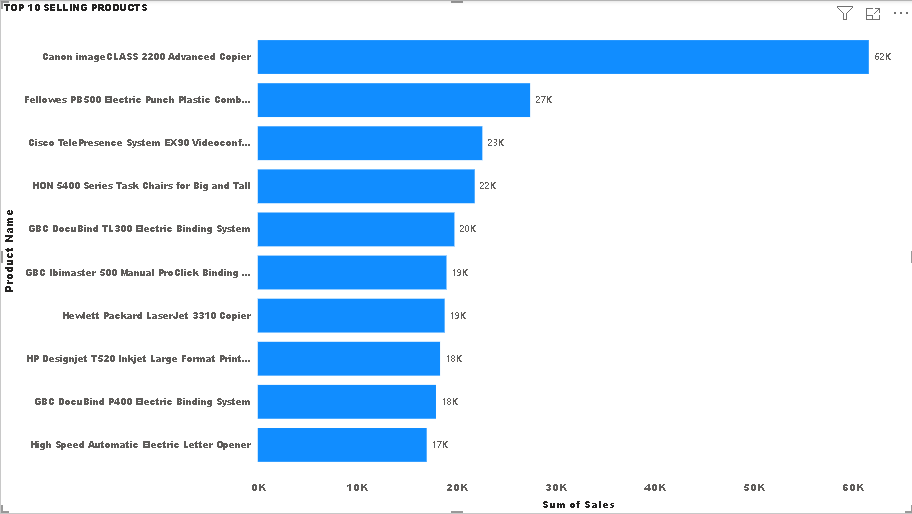 TOP 10 SELLING PRODUCTS
Product Name
Canon imageCLASS 2200 Advanced Copier 62K
Fellowes PB500 Electric Punch Plastic Comb... 27K
Cisco TelePresence System EX90 Videoconf... 23K
HON 5400 Series Task Chairs for Big and Tall 22K
GBC DocuBind TL300 Electric Binding System 20K
GBC Ibimaster 500 Manual ProClick Binding ... 19K
Hewlett Packard LaserJet 3310 Copier 19K
HP Designjet T520 Inkjet Large Format Print... 18K
GBC DocuBind P400 Electric Binding System 18K
High Speed Automatic Electric Letter Opener 17K
0K 10K 20K 30K 40K 50K 60K
Sum of Sales